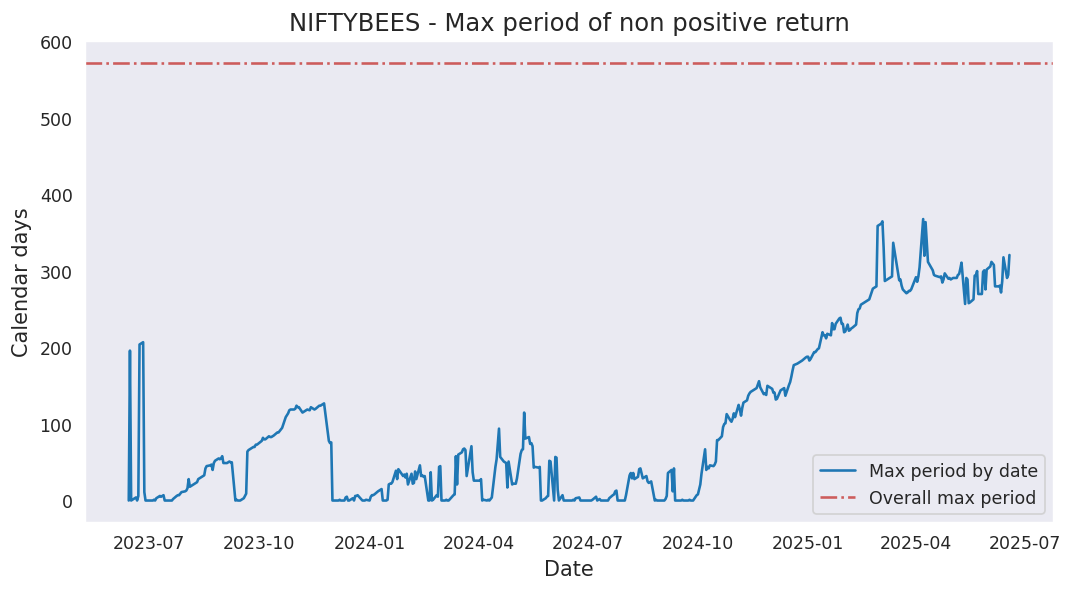 NIFTYBEES - Max period of non positive return
Calendar days
600
500
400
300
200
100
0
2023-07 2023-10 2024-01 2024-04 2024-07 2024-10 2025-01 2025-04 2025-07
Date
Max period by date
Overall max period